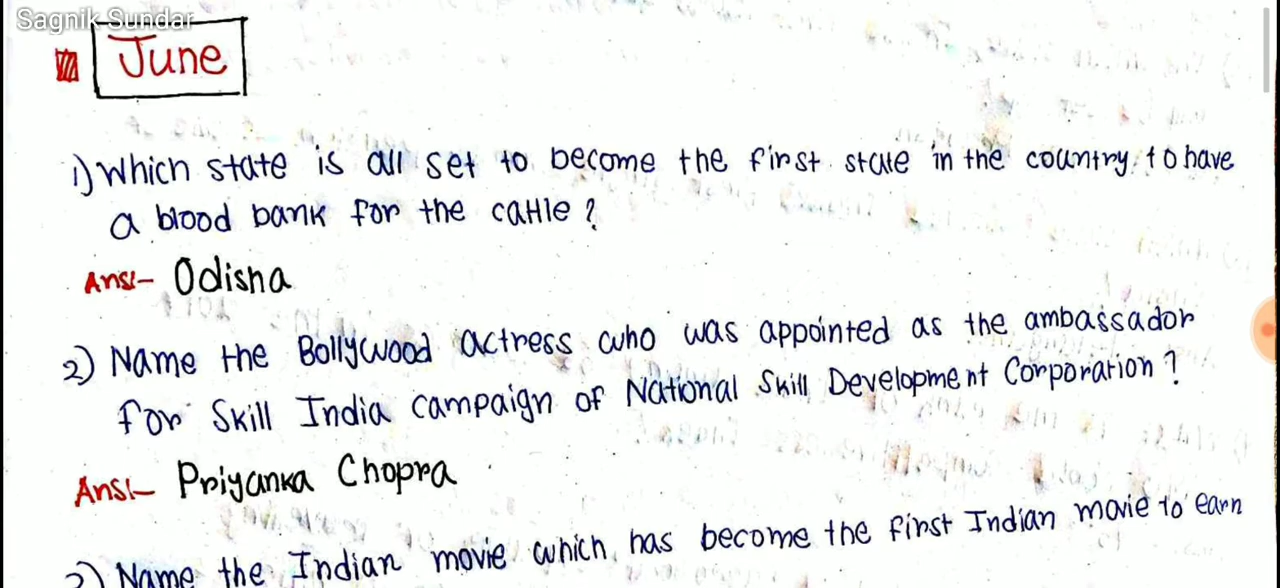 Sagnik Sundar
June
1) Which state is all set to become the first state in the country to have
a blood bank for the cattle ?
Ans:- Odisha
2) Name the Bollywood actress who was appointed as the ambassador
for Skill India campaign of National Skill Development Corporation ?
Ans:- Priyanka Chopra
3) Name the Indian movie which has become the first Indian movie to earn